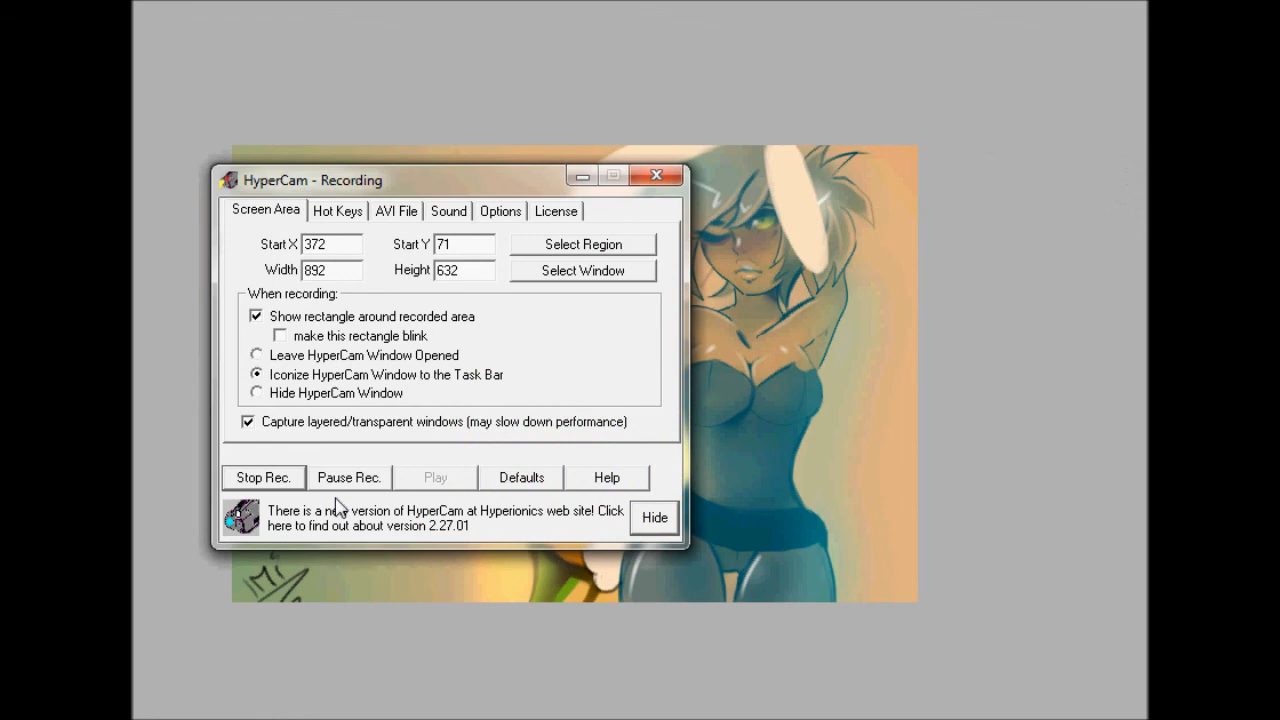 HyperCam - Recording
Screen Area Hot Keys AVI File Sound Options License
Start X 372 Start Y 71 Select Region
Width 892 Height 632 Select Window
When recording:
Show rectangle around recorded area
make this rectangle blink
Leave HyperCam Window Opened
Iconize HyperCam Window to the Task Bar
Hide HyperCam Window
Capture layered/transparent windows (may slow down performance)
Stop Rec. Pause Rec. Play Defaults Help
There is a new version of HyperCam at Hyperionics web site! Click
here to find out about version 2.27.01
Hide